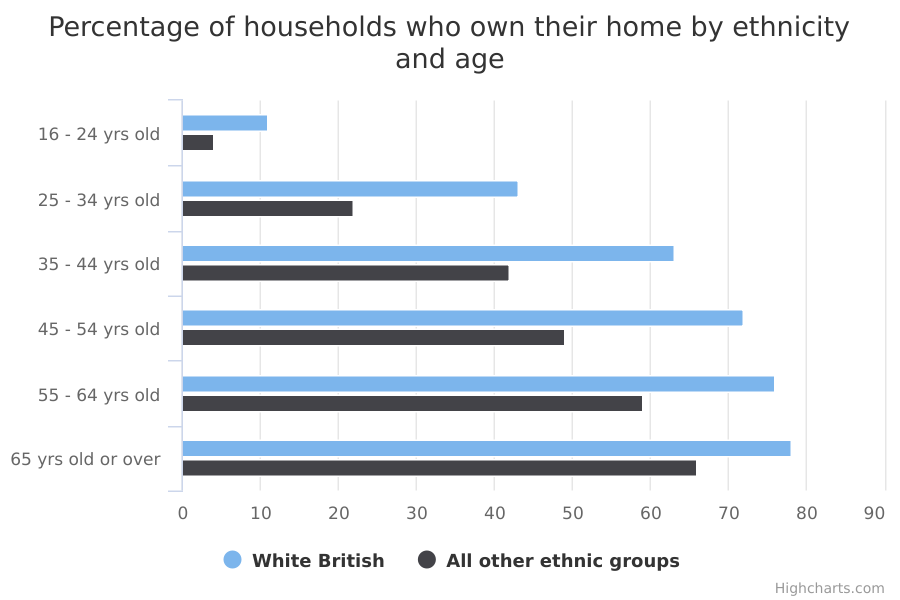 Percentage of households who own their home by ethnicity
and age
16 - 24 yrs old
25 - 34 yrs old
35 - 44 yrs old
45 - 54 yrs old
55 - 64 yrs old
65 yrs old or over
0 10 20 30 40 50 60 70 80 90
White British All other ethnic groups
Highcharts.com